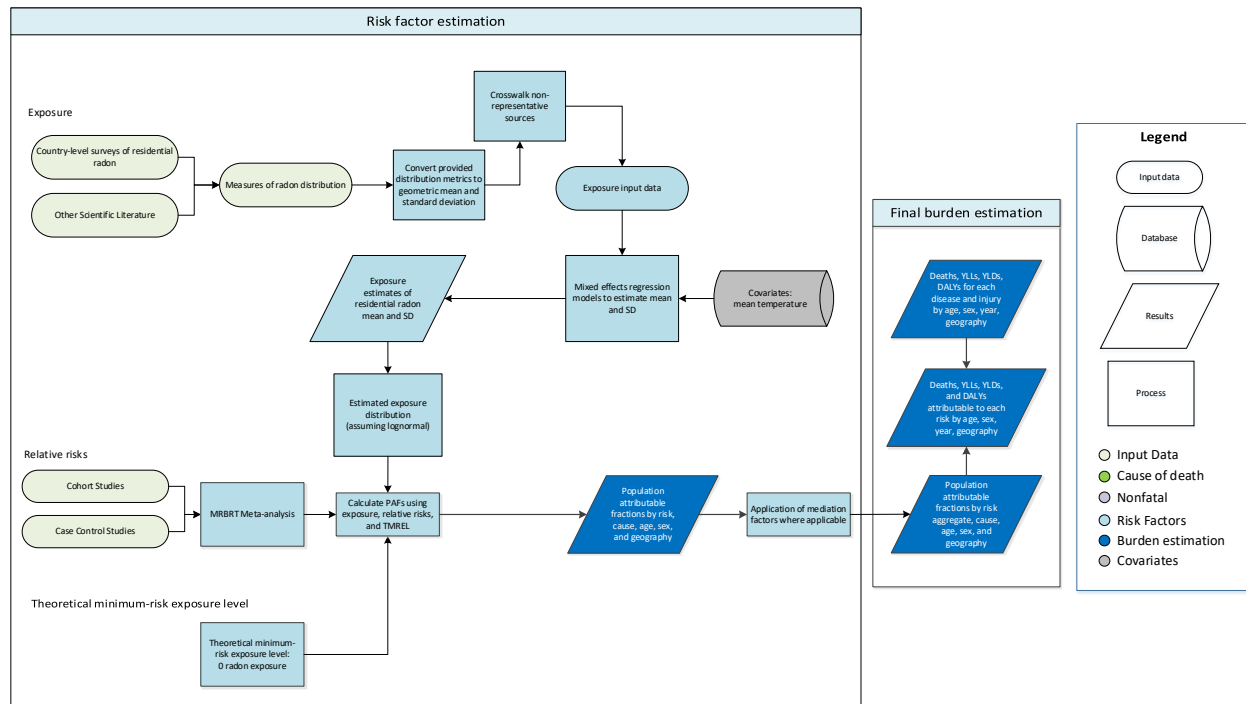 Risk factor estimation
Exposure
Country-level surveys of residential
radon
Other Scientific Literature
Measures of radon distribution
Convert provided
distribution metrics to
geometric mean and
standard deviation
Crosswalk non-
representative
sources
Exposure input data
Mixed effects regression
models to estimate mean
and SD
Covariates:
mean temperature
Exposure
estimates of
residential radon
mean and SD
Estimated exposure
distribution
(assuming lognormal)
Relative risks
Cohort Studies
Case Control Studies
MRBRT Meta-analysis
Calculate PAFs using
exposure, relative risks,
and TMREL
Population
attributable
fractions by risk,
cause, age, sex,
and geography
Application of mediation
factors where applicable
Theoretical minimum-risk exposure level
Theoretical minimum-
risk exposure level:
0 radon exposure
Final burden estimation
Deaths, YLLs, YLDs,
DALYs for each
disease and injury
by age, sex, year,
geography
Deaths, YLLs, YLDs,
and DALYs
attributable to each
risk by age, sex,
year, geography
Population
attributable
fractions by risk
aggregate, cause,
age, sex, and
geography
Legend
Input data
Database
Results
Process
Input Data
Cause of death
Nonfatal
Risk Factors
Burden estimation
Covariates